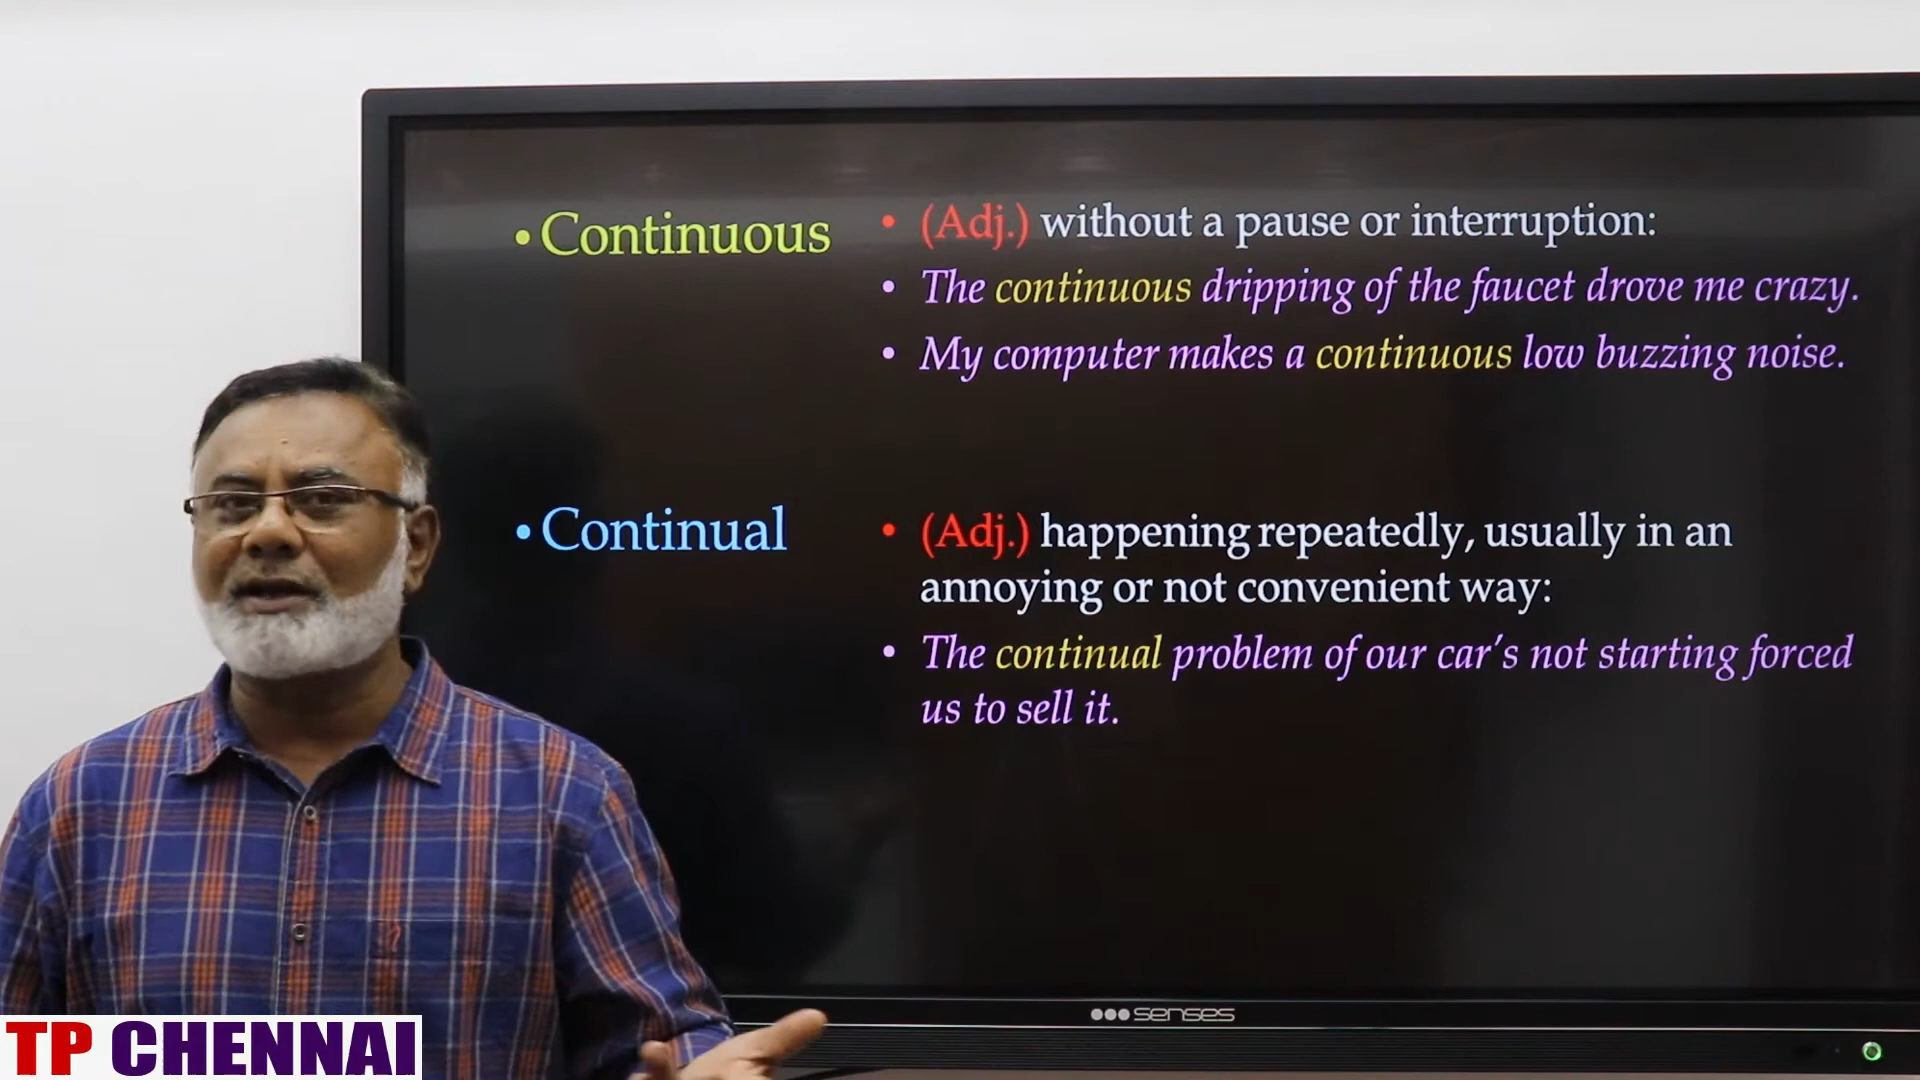 • Continuous
• (Adj.) without a pause or interruption:
• The continuous dripping of the faucet drove me crazy.
• My computer makes a continuous low buzzing noise.
• Continual
• (Adj.) happening repeatedly, usually in an
annoying or not convenient way:
• The continual problem of our car's not starting forced
us to sell it.
senses
TP CHENNAI